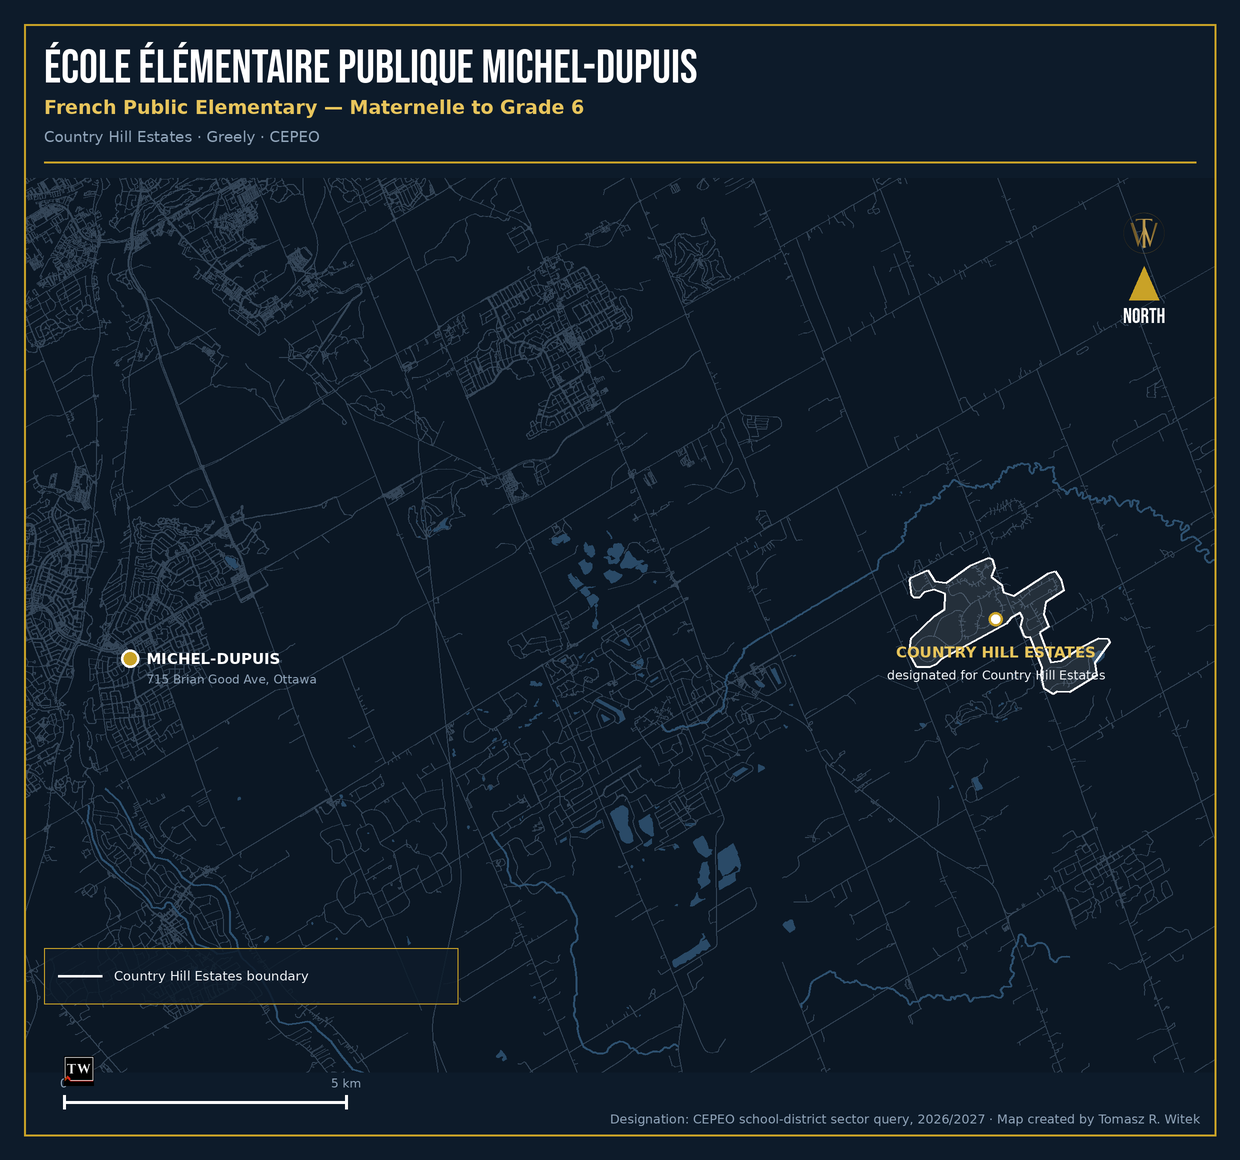 ÉCOLE ÉLÉMENTAIRE PUBLIQUE MICHEL-DUPUIS
French Public Elementary — Maternelle to Grade 6
Country Hill Estates · Greely · CEPEO
TW
NORTH
MICHEL-DUPUIS
715 Brian Good Ave, Ottawa
COUNTRY HILL ESTATES
designated for Country Hill Estates
Country Hill Estates boundary
TW
0
5 km
Designation: CEPEO school-district sector query, 2026/2027 · Map created by Tomasz R. Witek